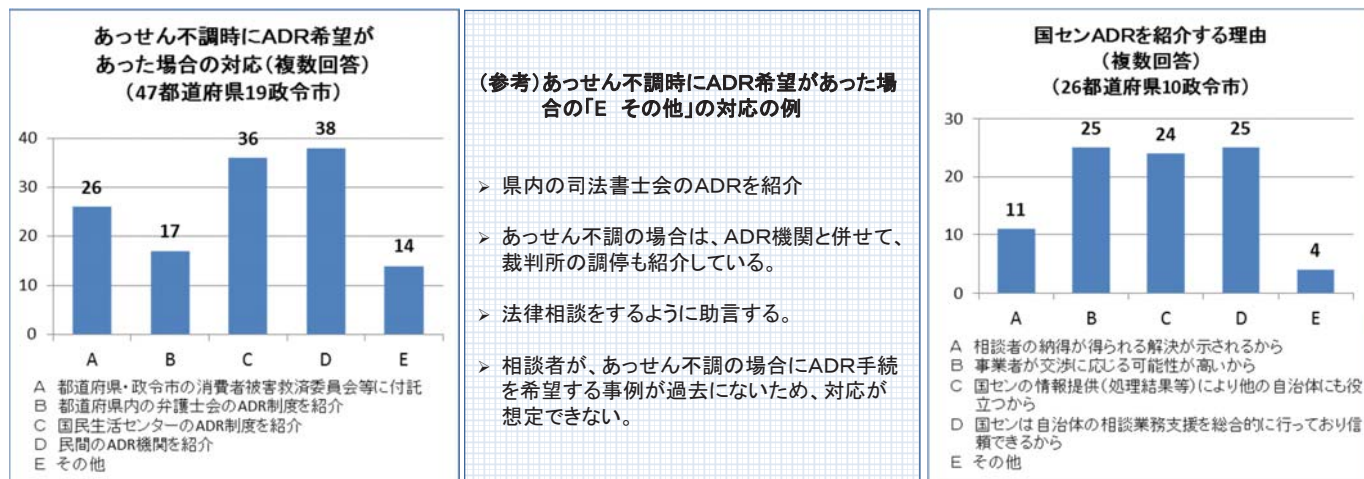 あっせん不調時にADR希望が
あった場合の対応(複数回答)
(47都道府県19政令市)
40
30
20
10
0
26
17
36
38
14
A
B
C
D
E
A 都道府県・政令市の消費者被害救済委員会等に付託
B 都道府県内の弁護士会のADR制度を紹介
C 国民生活センターのADR制度を紹介
D 民間のADR機関を紹介
E その他
(参考)あっせん不調時にADR希望があった場
合の「E その他」の対応の例
➢ 県内の司法書士会のADRを紹介
➢ あっせん不調の場合は、ADR機関と併せて、
裁判所の調停も紹介している。
➢ 法律相談をするように助言する。
➢ 相談者が、あっせん不調の場合にADR手続
を希望する事例が過去にないため、対応が
想定できない。
国センADRを紹介する理由
(複数回答)
(26都道府県10政令市)
30
20
10
0
11
25
24
25
4
A
B
C
D
E
A 相談者の納得が得られる解決が示されるから
B 事業者が交渉に応じる可能性が高いから
C 国センの情報提供(処理結果等)により他の自治体にも役
立つから
D 国センは自治体の相談業務支援を総合的に行っており信
頼できるから
E その他